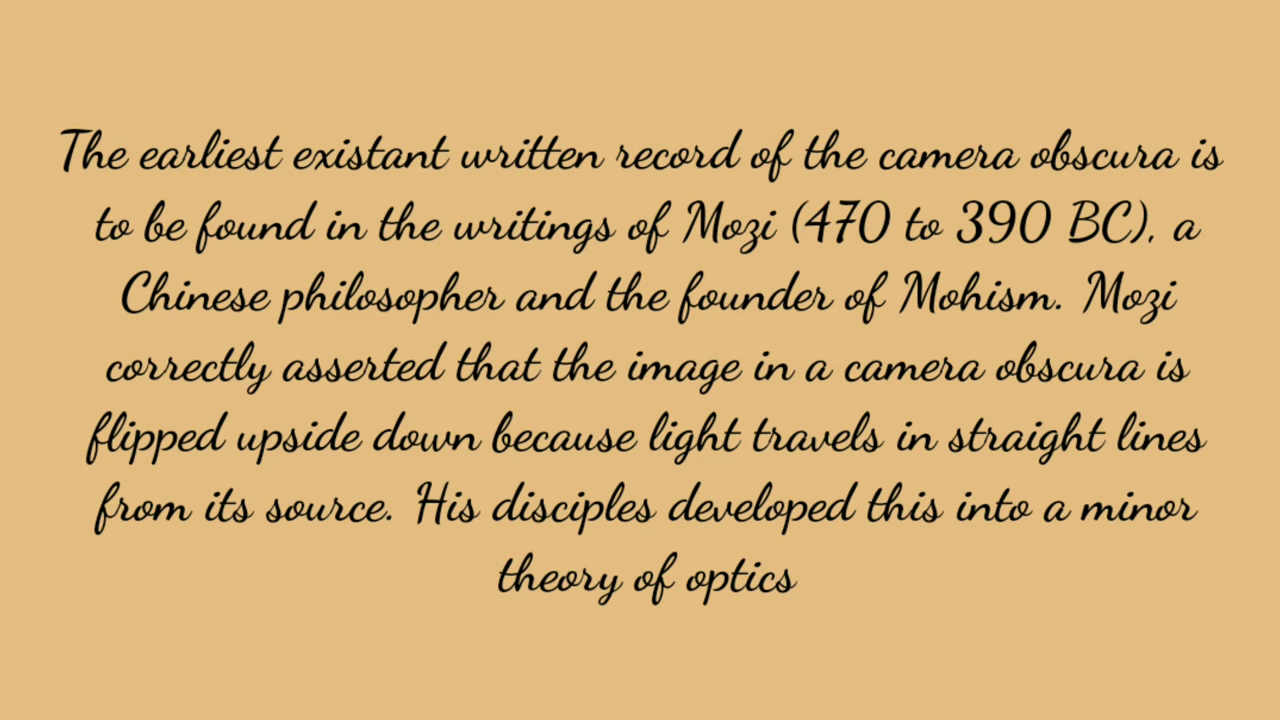 The earliest existant written record of the camera obscura is
to be found in the writings of Mozi (470 to 390 BC), a
Chinese philosopher and the founder of Mohism. Mozi
correctly asserted that the image in a camera obscura is
flipped upside down because light travels in straight lines
from its source. His disciples developed this into a minor
theory of optics